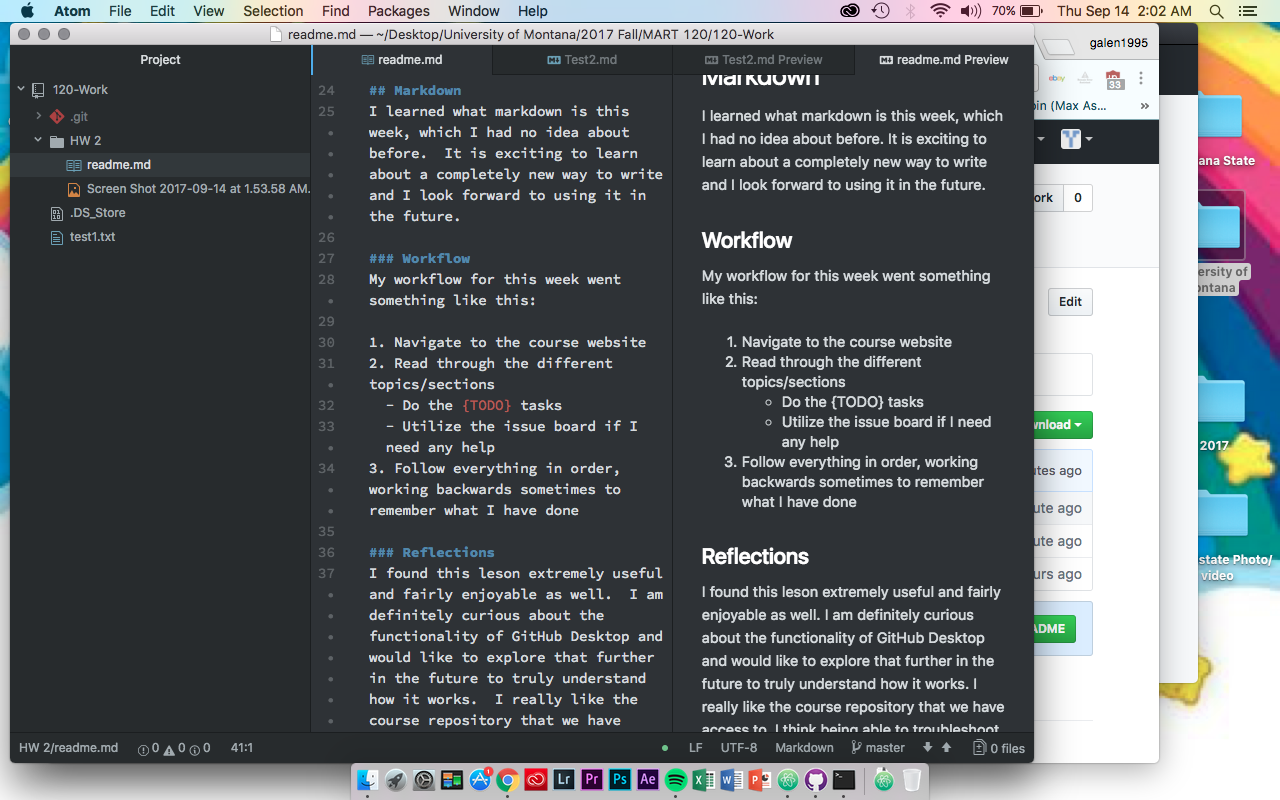 Atom File Edit View Selection Find Packages Window Help 70% Thu Sep 14 2:02 AM
readme.md — ~/Desktop/University of Montana/2017 Fall/MART 120/120-Work
galen1995
Project
readme.md
Test2.md
Test2.md Preview
readme.md Preview
120-Work
.git
HW 2
readme.md
Screen Shot 2017-09-14 at 1.53.58 AM.
.DS_Store
test1.txt
24 ## Markdown
25 I learned what markdown is this
week, which I had no idea about
before.  It is exciting to learn
about a completely new way to write
and I look forward to using it in
the future.
26
27 ### Workflow
28 My workflow for this week went
something like this:
29
30 1. Navigate to the course website
31 2. Read through the different
topics/sections
32 - Do the {TODO} tasks
33 - Utilize the issue board if I
need any help
34 3. Follow everything in order,
working backwards sometimes to
remember what I have done
35
36 ### Reflections
37 I found this leson extremely useful
and fairly enjoyable as well.  I am
definitely curious about the
functionality of GitHub Desktop and
would like to explore that further
in the future to truly understand
how it works.  I really like the
course repository that we have
Markdown
I learned what markdown is this week, which
I had no idea about before. It is exciting to
learn about a completely new way to write
and I look forward to using it in the future.
Workflow
My workflow for this week went something
like this:
1. Navigate to the course website
2. Read through the different
topics/sections
Do the {TODO} tasks
Utilize the issue board if I need
any help
3. Follow everything in order, working
backwards sometimes to remember
what I have done
Reflections
I found this leson extremely useful and fairly
enjoyable as well. I am definitely curious
about the functionality of GitHub Desktop
and would like to explore that further in the
future to truly understand how it works. I
really like the course repository that we have
access to. I think being able to troubleshoot
ebay
33
oin (Max As... »
ork 0
Edit
wnload
utes ago
ute ago
ute ago
urs ago
ADME
ana State
ersity of
ontana
2017
state Photo/
video
HW 2/readme.md 0 0 0 41:1 LF UTF-8 Markdown master 0 files
1
Lr Pr Ps Ae